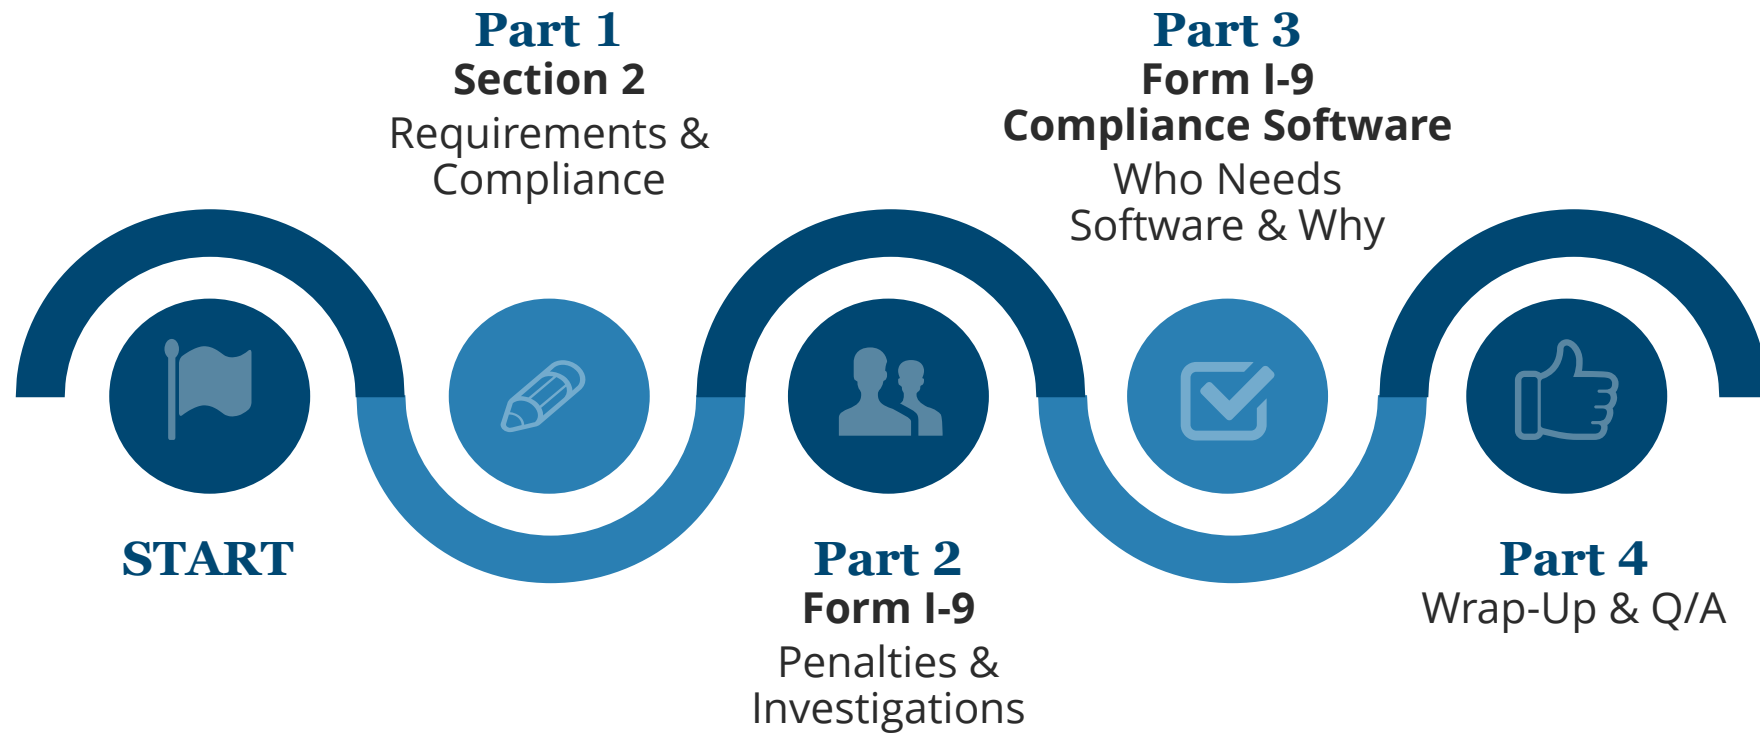 START
Part 1
Section 2
Requirements &
Compliance
Part 2
Form I-9
Penalties &
Investigations
Part 3
Form I-9
Compliance Software
Who Needs
Software & Why
Part 4
Wrap-Up & Q/A